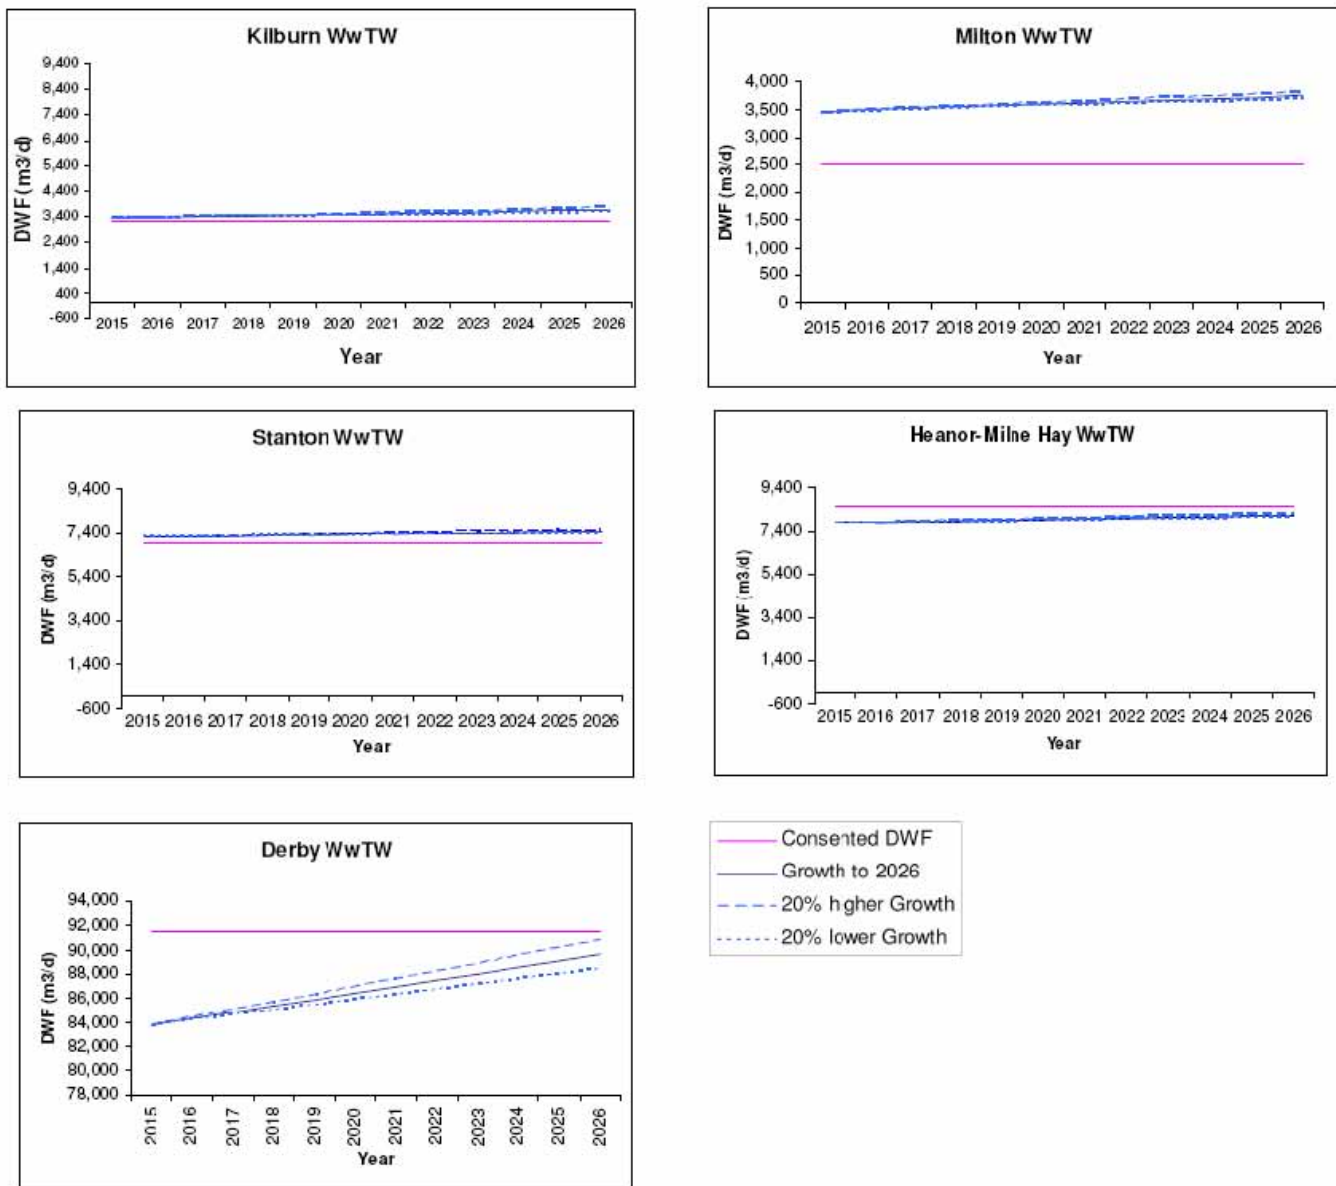 Kilburn WwTW
9,400
8,400
7,400
6,400
5,400
4,400
3,400
2,400
1,400
400
-600
DWF (m3/d)
2015 2016 2017 2018 2019 2020 2021 2022 2023 2024 2025 2026
Year
Milton WwTW
4,000
3,500
3,000
2,500
2,000
1,500
1,000
500
0
DWF (m3/d)
2015 2016 2017 2018 2019 2020 2021 2022 2023 2024 2025 2026
Year
Stanton WwTW
9,400
7,400
5,400
3,400
1,400
-600
DWF (m3/d)
2015 2016 2017 2018 2019 2020 2021 2022 2023 2024 2025 2026
Year
Heanor-Milne Hay WwTW
9,400
7,400
5,400
3,400
1,400
-600
DWF (m3/d)
2015 2016 2017 2018 2019 2020 2021 2022 2023 2024 2025 2026
Year
Derby WwTW
94,000
92,000
90,000
88,000
86,000
84,000
82,000
80,000
78,000
DWF (m3/d)
2015 2016 2017 2018 2019 2020 2021 2022 2023 2024 2025 2026
Year
Consented DWF
Growth to 2026
20% higher Growth
20% lower Growth